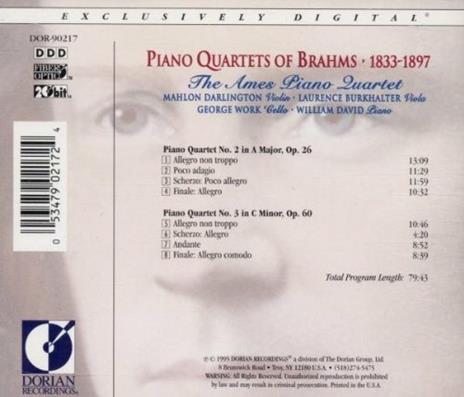 EXCLUSIVELY DIGITAL®
DOR-90217
DDD
FIBER OPTIC™
20bit™
PIANO QUARTETS OF BRAHMS • 1833-1897
The Ames Piano Quartet
MAHLON DARLINGTON Violin • LAURENCE BURKHALTER Viola
GEORGE WORK 'Cello • WILLIAM DAVID Piano
Piano Quartet No. 2 in A Major, Op. 26
1 Allegro non troppo 13:09
2 Poco adagio 11:29
3 Scherzo: Poco allegro 11:59
4 Finale: Allegro 10:32
Piano Quartet No. 3 in C Minor, Op. 60
5 Allegro non troppo 10:46
6 Scherzo: Allegro 4:20
7 Andante 8:52
8 Finale: Allegro comodo 8:39
Total Program Length: 79:43
0 53479 02172 4
DORIAN
RECORDINGS®
℗ © 1995 DORIAN RECORDINGS® a division of The Dorian Group, Ltd.
8 Brunswick Road • Troy, NY 12180 U.S.A. • (518)274-5475
WARNING: All Rights Reserved. Unauthorized reproduction is prohibited
by law and may result in criminal prosecution. Printed in the U.S.A.